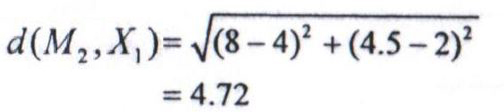 d(M₂, X₁) = √((8 – 4)² + (4.5 – 2)²
= 4.72